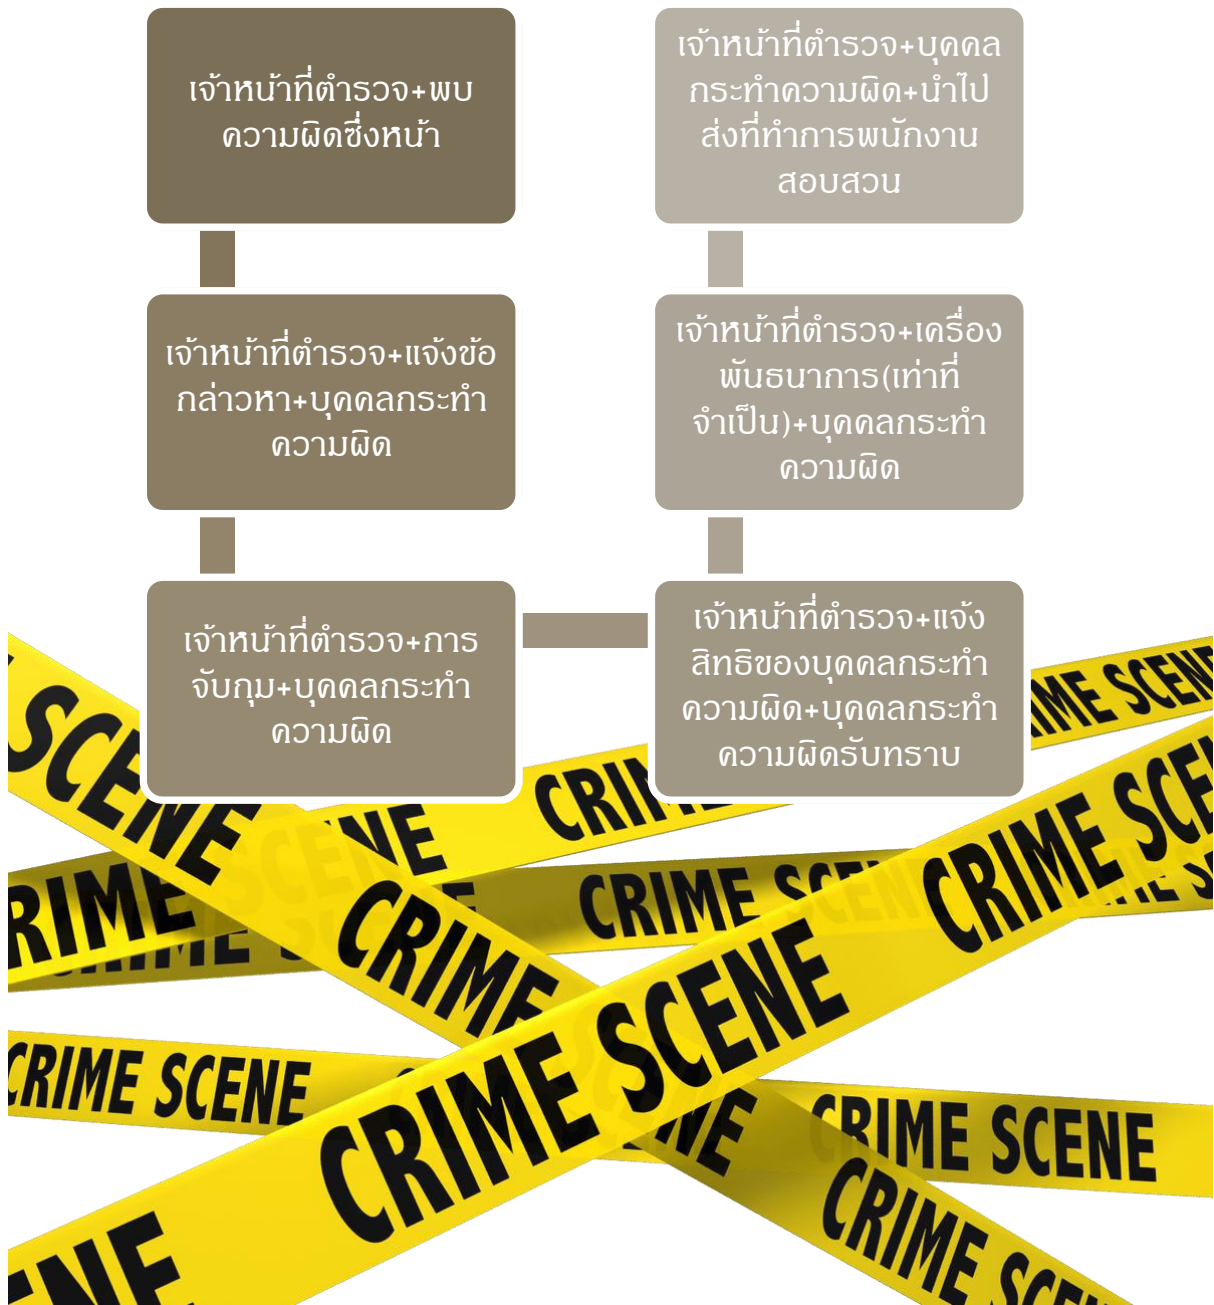 เจ้าหน้าที่ตำรวจ+พบ
ความผิดซึ่งหน้า
เจ้าหน้าที่ตำรวจ+แจ้งข้อ
กล่าวหา+บุคคลกระทำ
ความผิด
เจ้าหน้าที่ตำรวจ+การ
จับกุม+บุคคลกระทำ
ความผิด
เจ้าหน้าที่ตำรวจ+แจ้ง
สิทธิของบุคคลกระทำ
ความผิด+บุคคลกระทำ
ความผิดรับทราบ
เจ้าหน้าที่ตำรวจ+เครื่อง
พันธนาการ(เท่าที่
จำเป็น)+บุคคลกระทำ
ความผิด
เจ้าหน้าที่ตำรวจ+บุคคล
กระทำความผิด+นำไป
ส่งที่ทำการพนักงาน
สอบสวน
SCENE
CRIME
CRIME SCENE
CRIME SCENE
CRIME SCENE
CRIME SCENE
CRIME SCENE